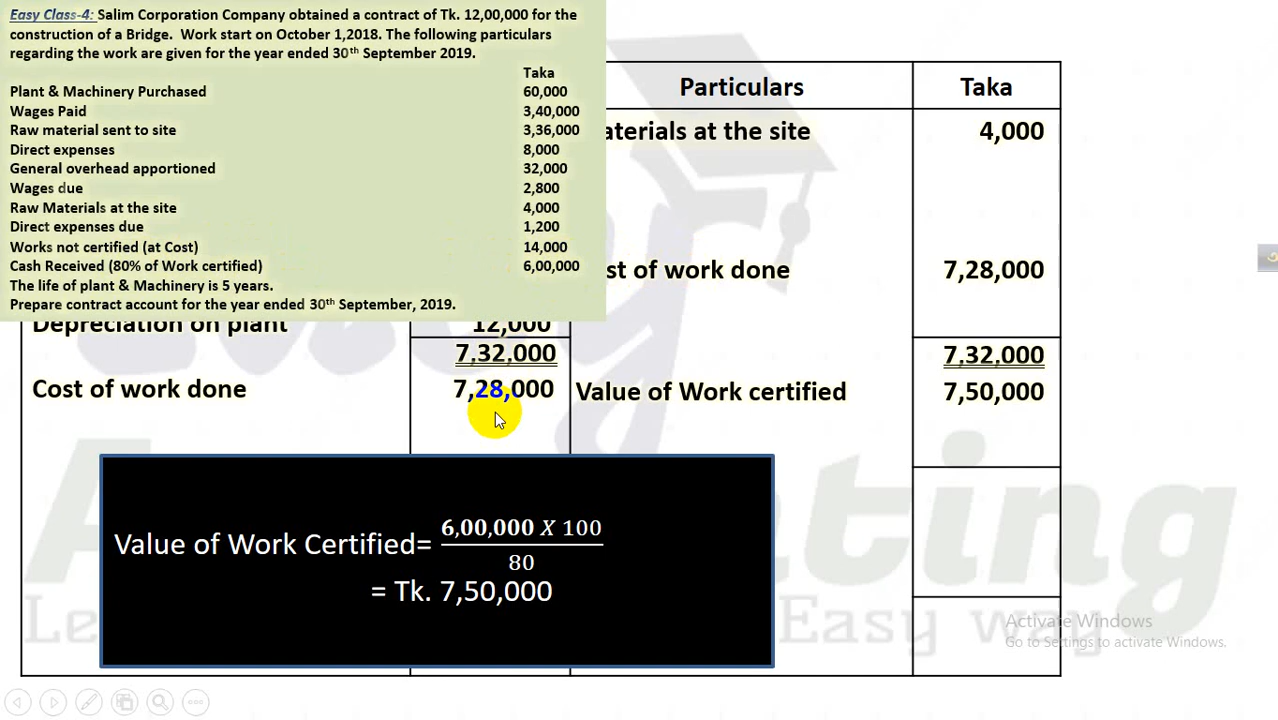 Easy Class-4: Salim Corporation Company obtained a contract of Tk. 12,00,000 for the
construction of a Bridge. Work start on October 1,2018. The following particulars
regarding the work are given for the year ended 30th September 2019.
Taka
Plant & Machinery Purchased 60,000
Wages Paid 3,40,000
Raw material sent to site 3,36,000
Direct expenses 8,000
General overhead apportioned 32,000
Wages due 2,800
Raw Materials at the site 4,000
Direct expenses due 1,200
Works not certified (at Cost) 14,000
Cash Received (80% of Work certified) 6,00,000
The life of plant & Machinery is 5 years.
Prepare contract account for the year ended 30th September, 2019.
Particulars Taka
aterials at the site 4,000
st of work done 7,28,000
Depreciation on plant 12,000
7,32,000 7,32,000
Cost of work done 7,28,000 Value of Work certified 7,50,000
Value of Work Certified= 6,00,000 X 100
80
= Tk. 7,50,000
Easy way
Activate Windows
Go to Settings to activate Windows.